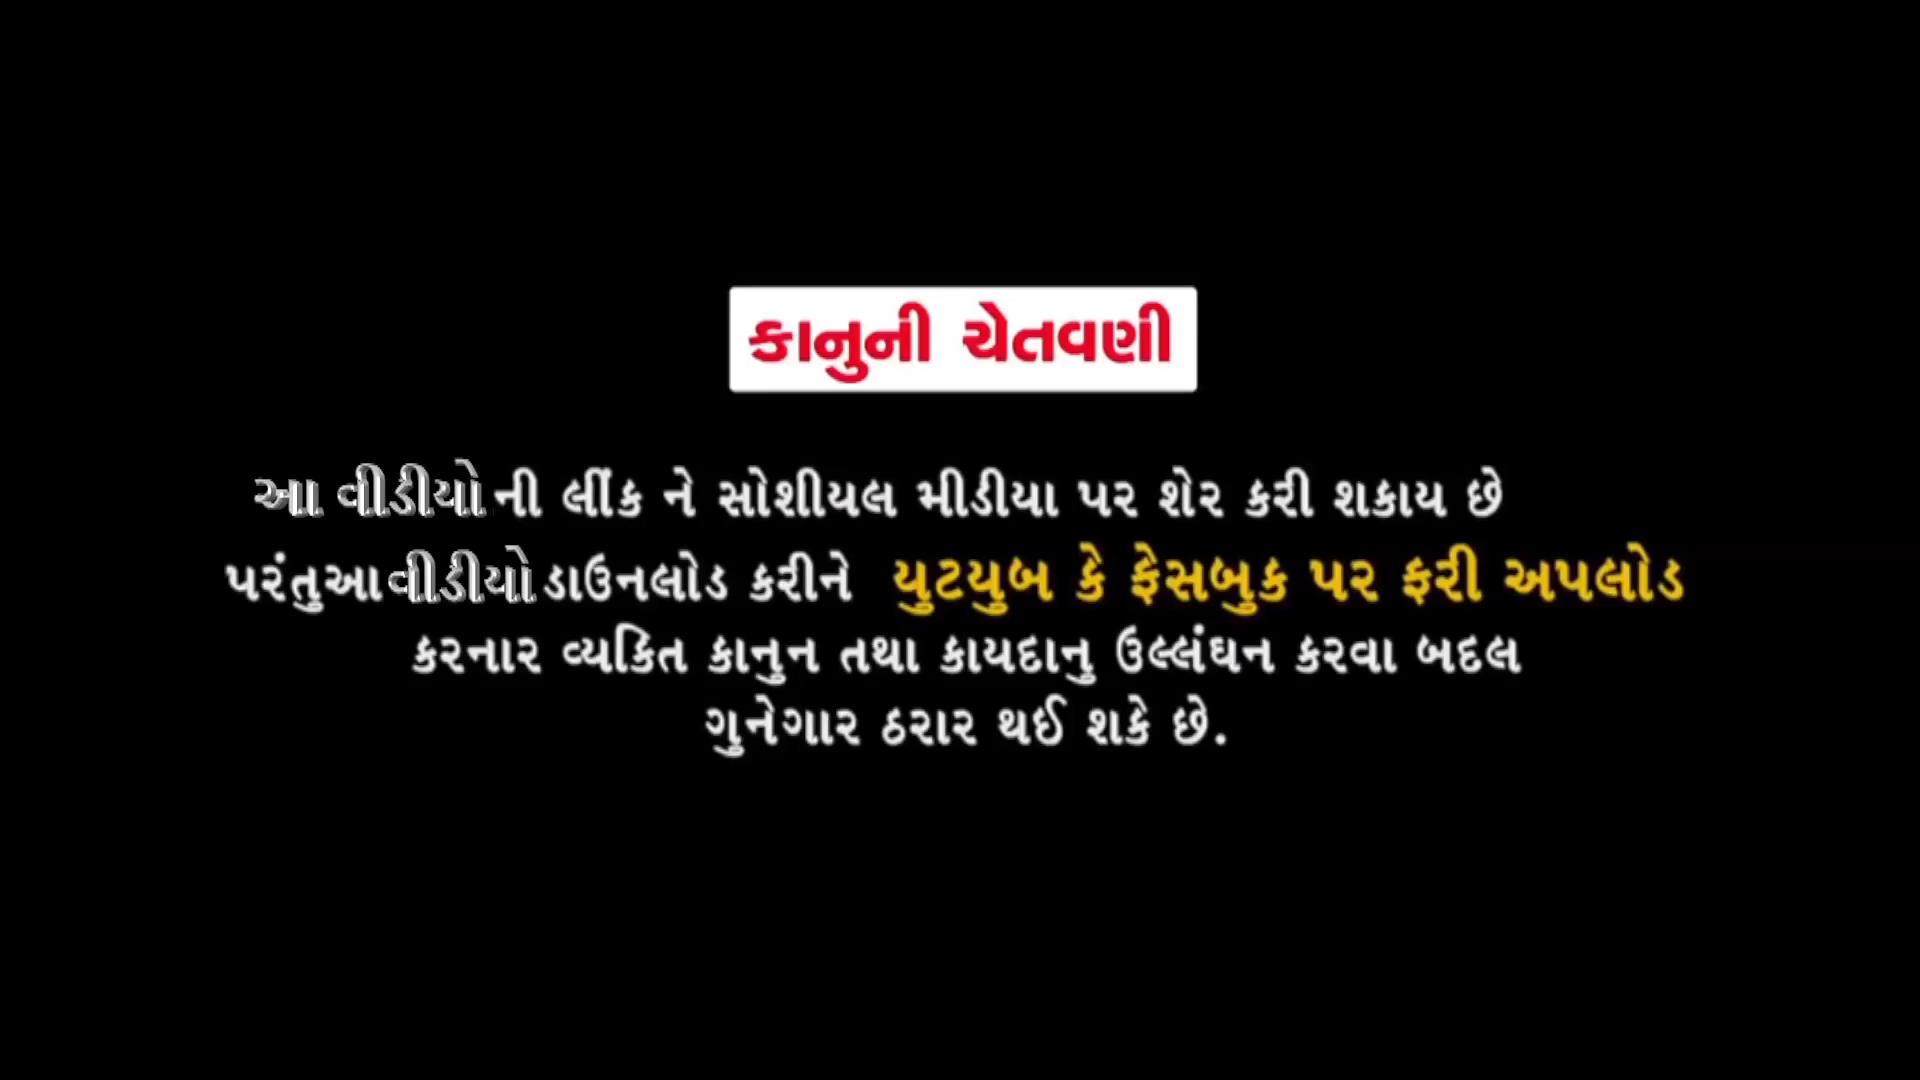 કાનુની ચેતવણી
આ વીડીયો ની લીંક ને સોશીયલ મીડીયા પર શેર કરી શકાય છે
પરંતુઆવીડીયો ડાઉનલોડ કરીને યુટયુબ કે ફેસબુક પર ફરી અપલોડ
કરનાર વ્યકિત કાનુન તથા કાયદાનુ ઉલ્લંઘન કરવા બદલ
ગુનેગાર ઠરાર થઈ શકે છે.